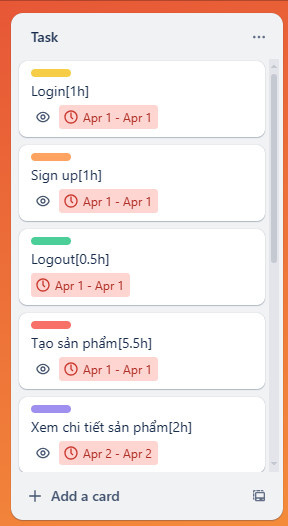 Task
Login[1h]
Apr 1 - Apr 1
Sign up[1h]
Apr 1 - Apr 1
Logout[0.5h]
Apr 1 - Apr 1
Tạo sản phẩm[5.5h]
Apr 1 - Apr 1
Xem chi tiết sản phẩm[2h]
Apr 2 - Apr 2
Add a card